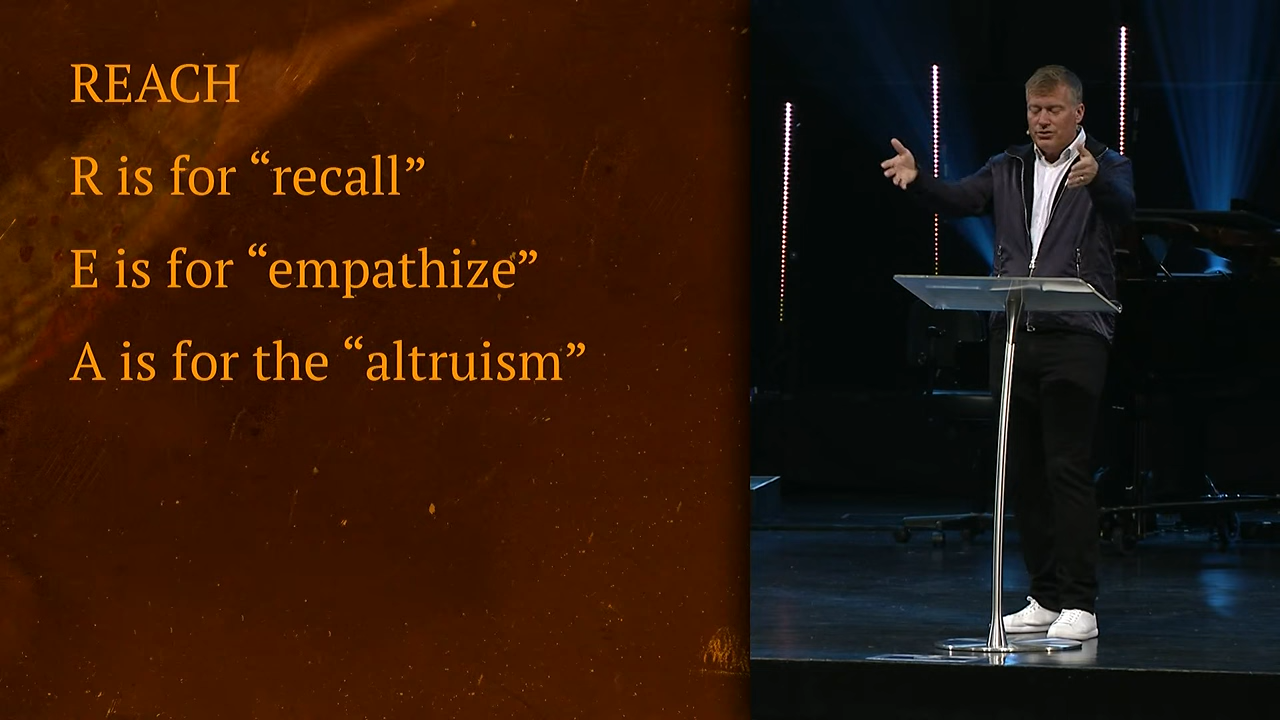 REACH
R is for “recall”
E is for “empathize”
A is for the “altruism”